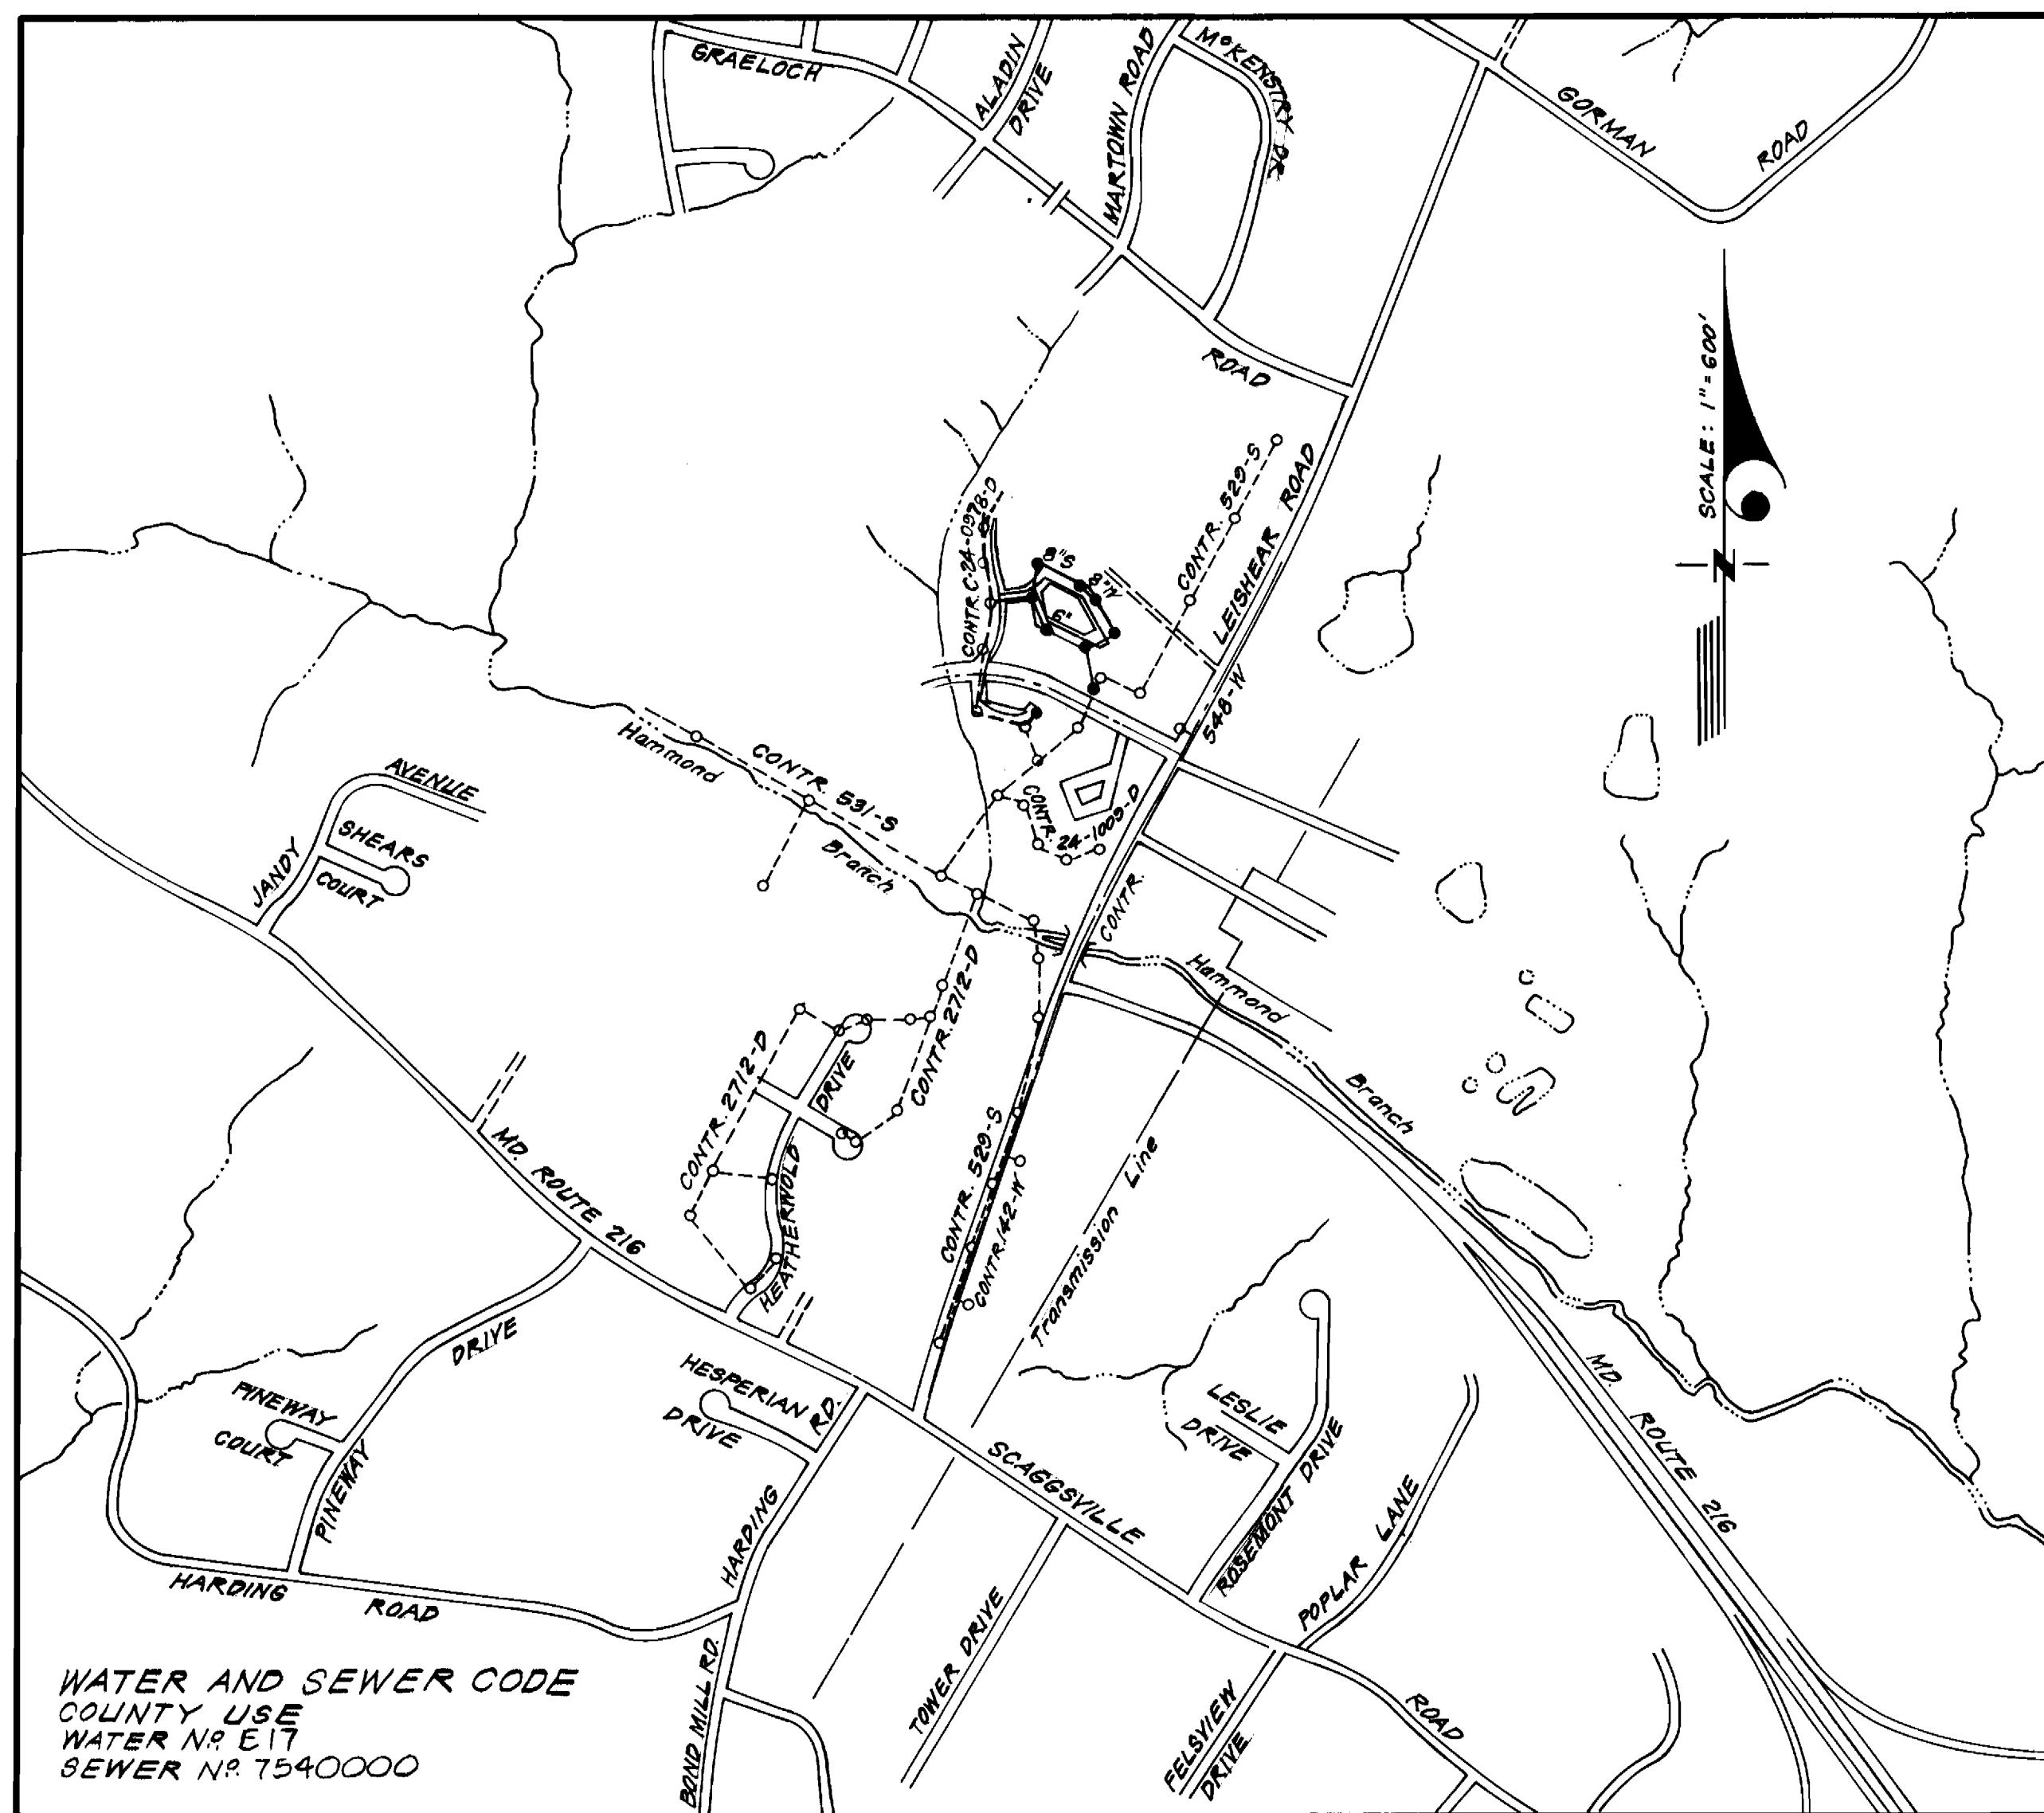 GRAELOCH
ALADIN
DRIVE
MARTOWN ROAD
McKENSTRY DR.
GORMAN
ROAD
ROAD
SCALE: 1"=600'
N
CONTR. 529-S
LEISHEAR ROAD
CONTR. C-24-0978-D
8"S
8"W
6"
548-W
CONTR.
Hammond
Branch
CONTR. 531-S
CONTR. 24-1009-D
AVENUE
JANDY
SHEARS
COURT
Hammond
Branch
CONTR. 2712-D
CONTR. 2712-D
DRIVE
HEATHERWOLD
MD. ROUTE 216
CONTR. 529-S
CONTR. 142-W
Transmission Line
DRIVE
PINEWAY
COURT
PINEWAY
HESPERIAN
DRIVE
RD.
HARDING
SCAGGSVILLE
LESLIE
DRIVE
ROSEMONT DRIVE
POPLAR LANE
MD. ROUTE 216
HARDING ROAD
BOND MILL RD.
TOWER DRIVE
FELSVIEW
DRIVE
ROAD
WATER AND SEWER CODE
COUNTY USE
WATER Nº E17
SEWER Nº 7540000